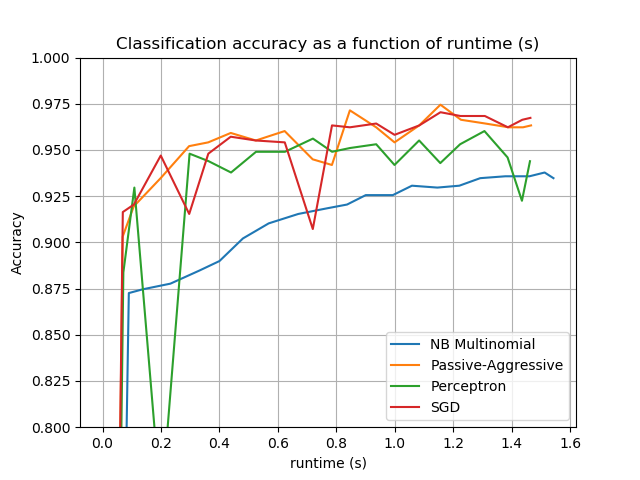 Classification accuracy as a function of runtime (s)
1.000
0.975
0.950
0.925
0.900
0.875
0.850
0.825
0.800
Accuracy
NB Multinomial
Passive-Aggressive
Perceptron
SGD
0.0 0.2 0.4 0.6 0.8 1.0 1.2 1.4 1.6
runtime (s)